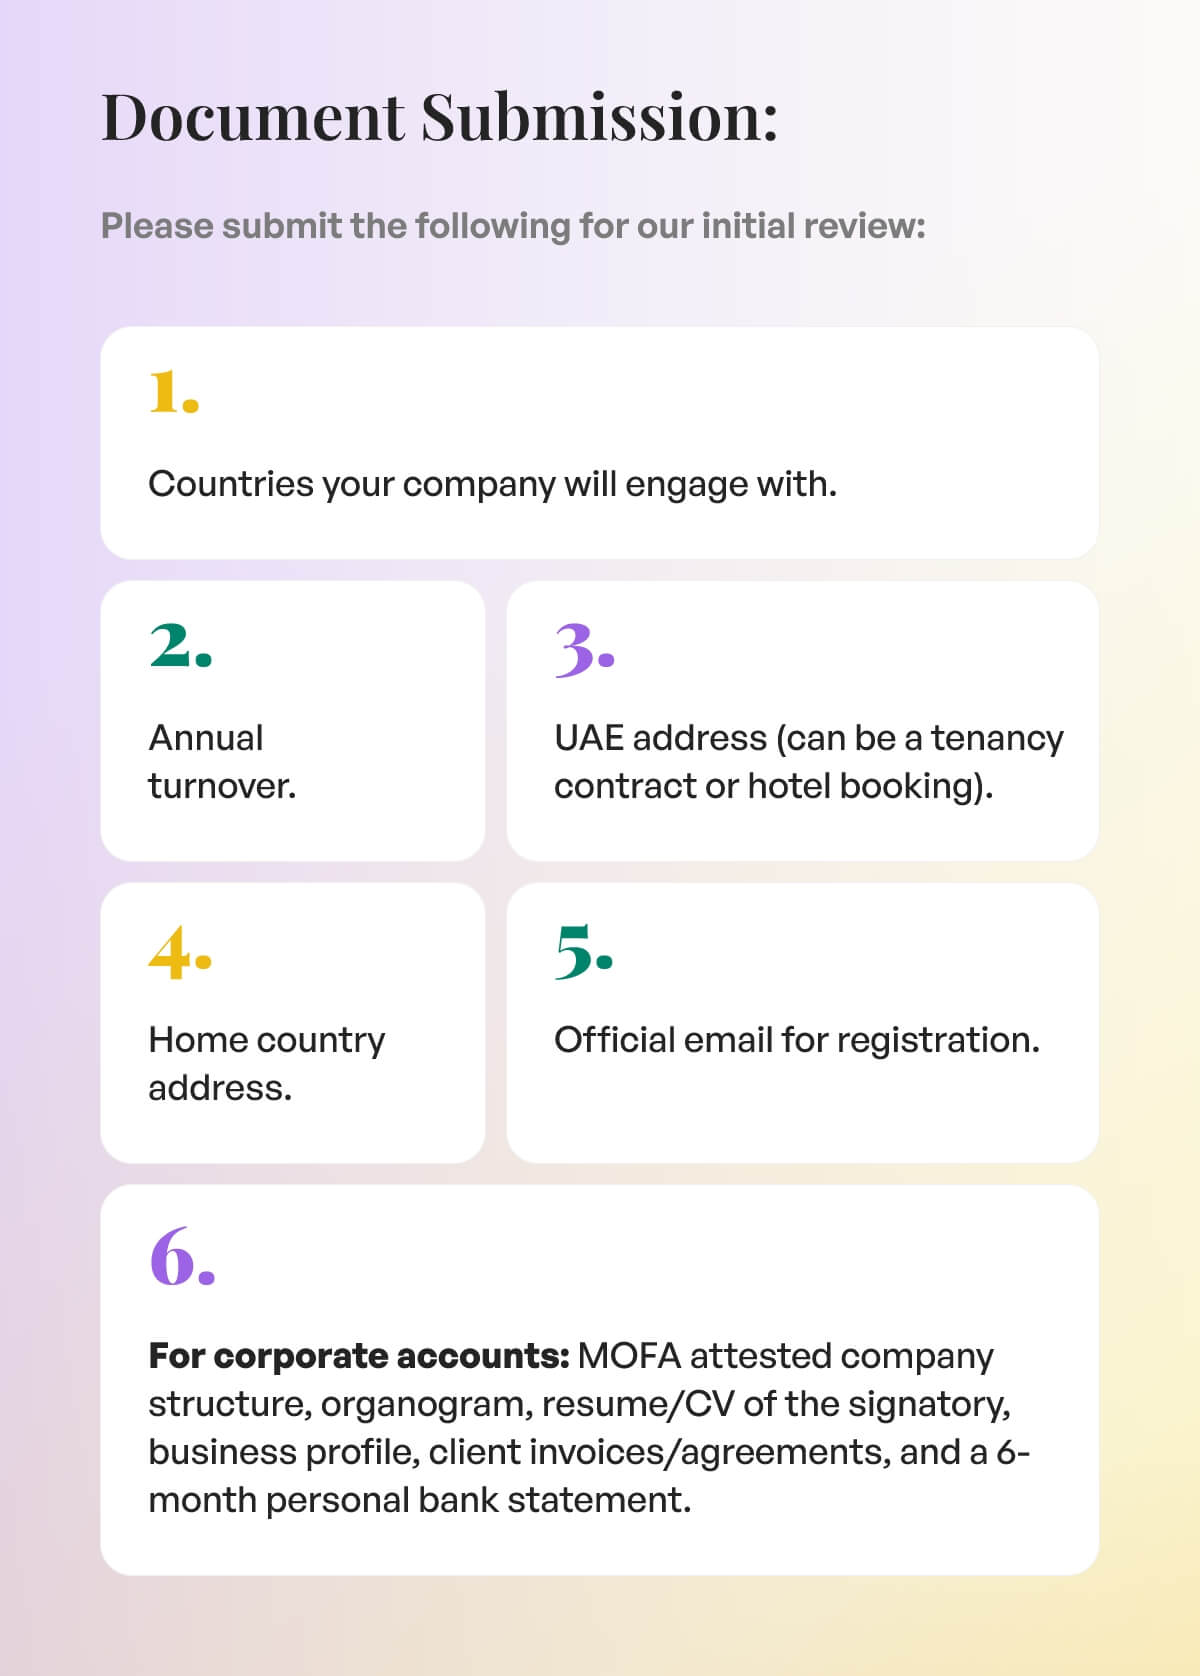 Document Submission:
Please submit the following for our initial review:
1.
Countries your company will engage with.
2.
Annual
turnover.
3.
UAE address (can be a tenancy
contract or hotel booking).
4.
Home country
address.
5.
Official email for registration.
6.
For corporate accounts: MOFA attested company
structure, organogram, resume/CV of the signatory,
business profile, client invoices/agreements, and a 6-
month personal bank statement.